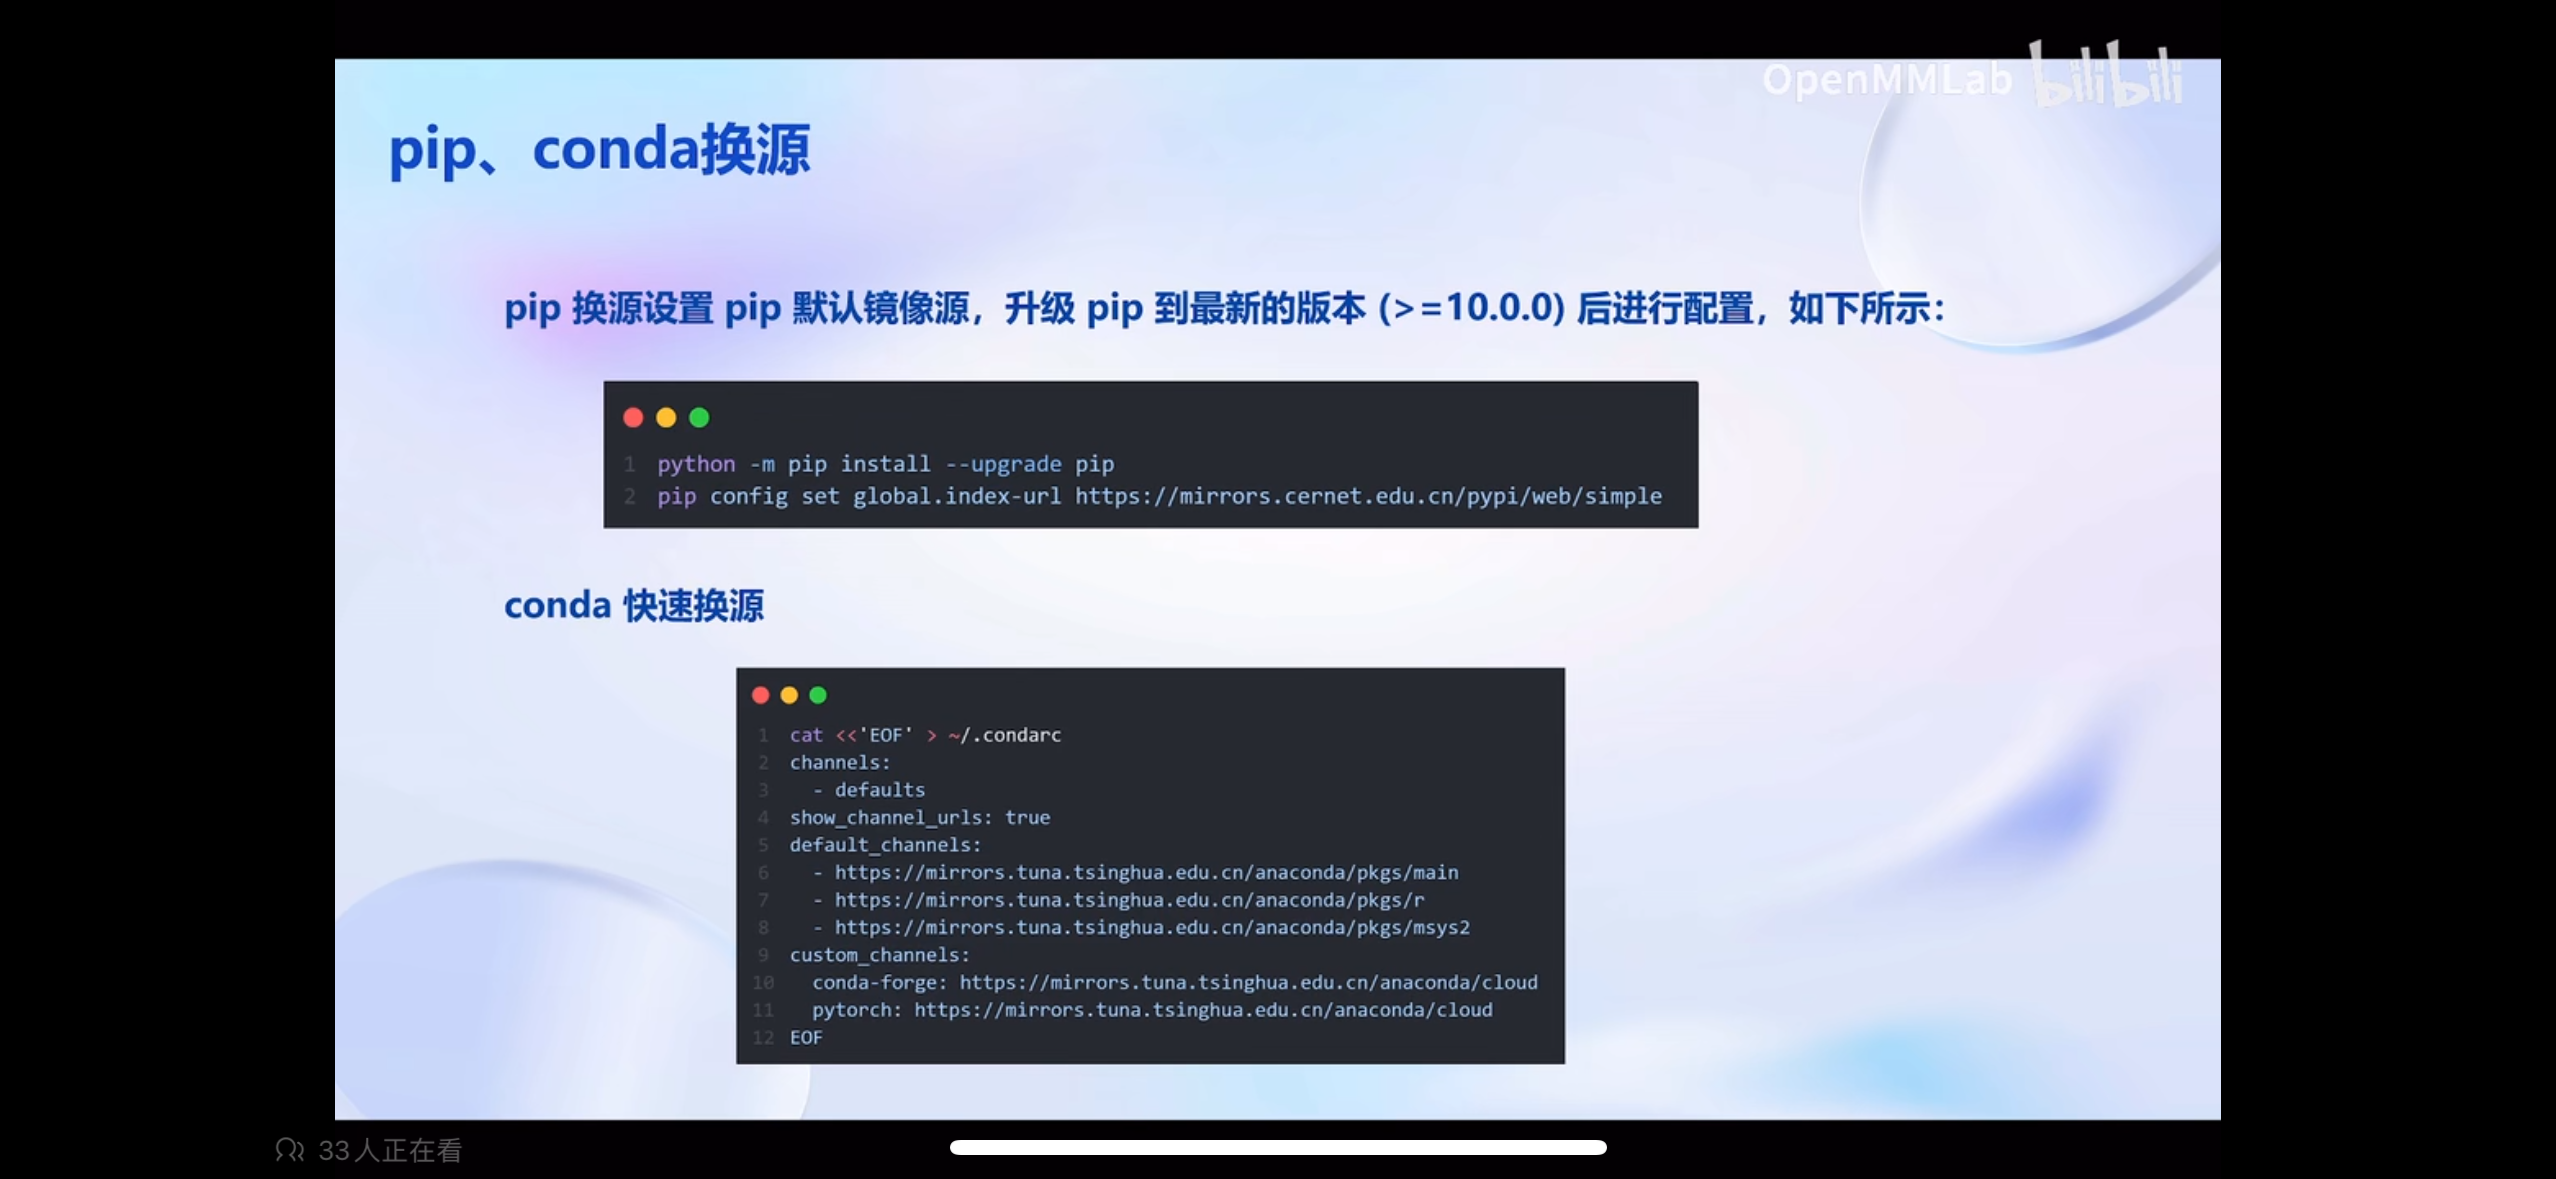 OpenMMLab bilibili
pip、conda换源
pip 换源设置 pip 默认镜像源，升级 pip 到最新的版本 (>=10.0.0) 后进行配置，如下所示：
1 python -m pip install --upgrade pip
2 pip config set global.index-url https://mirrors.cernet.edu.cn/pypi/web/simple
conda 快速换源
1 cat <<'EOF' > ~/.condarc
2 channels:
3   - defaults
4 show_channel_urls: true
5 default_channels:
6   - https://mirrors.tuna.tsinghua.edu.cn/anaconda/pkgs/main
7   - https://mirrors.tuna.tsinghua.edu.cn/anaconda/pkgs/r
8   - https://mirrors.tuna.tsinghua.edu.cn/anaconda/pkgs/msys2
9 custom_channels:
10   conda-forge: https://mirrors.tuna.tsinghua.edu.cn/anaconda/cloud
11   pytorch: https://mirrors.tuna.tsinghua.edu.cn/anaconda/cloud
12 EOF
33人正在看